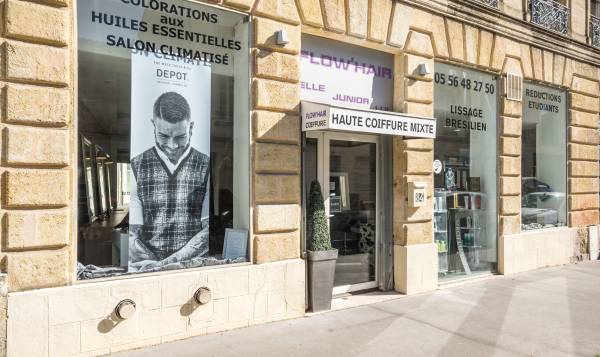 COLORATIONS
aux
HUILES ESSENTIELLES
SALON CLIMATISÉ
DEPOT.
FLOW'HAIR
ELLE JUNIOR LUI
FLOW'HAIR
COIFFURE
HAUTE COIFFURE MIXTE
05 56 48 27 50
LISSAGE
BRESILIEN
REDUCTIONS
ETUDIANTS